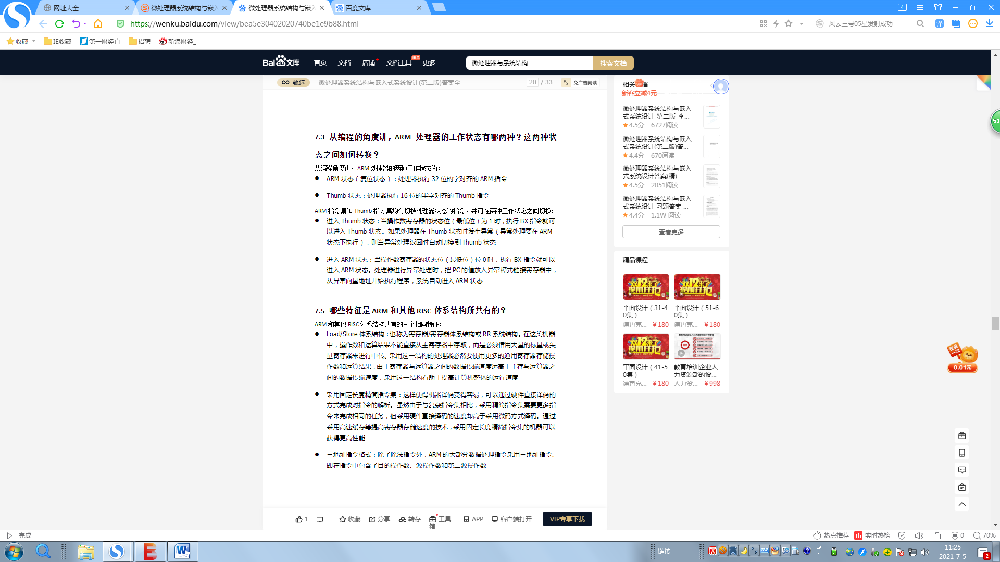 网址大全
微处理器系统结构与嵌入
微处理器系统结构与嵌入
百度文库
4
https://wenku.baidu.com/view/bea5e30402020740be1e9b88.html
风云三号05星发射成功
译
收藏
IE收藏
第一财经直
招聘
新浪财经_
Bai du 文库
首页
文档
店铺
文档工具
限免
更多
微处理器与系统结构
搜索文档
甄选
微处理器系统结构与嵌入式系统设计(第二版)答案全
20 / 33
免广告阅读
7.3 从编程的角度讲，ARM 处理器的工作状态有哪两种？这两种状
态之间如何转换？
从编程角度讲，ARM 处理器的两种工作状态为：
● ARM 状态（复位状态）：处理器执行 32 位的字对齐的 ARM 指令
● Thumb 状态：处理器执行 16 位的半字对齐的 Thumb 指令
ARM 指令集和 Thumb 指令集均有切换处理器状态的指令，并可在两种工作状态之间切换：
● 进入 Thumb 状态：当操作数寄存器的状态位（最低位）为 1 时，执行 BX 指令就可
以进入 Thumb 状态。如果处理器在 Thumb 状态时发生异常（异常处理要在 ARM
状态下执行），则当异常处理返回时自动切换到 Thumb 状态
● 进入 ARM 状态：当操作数寄存器的状态位（最低位）位 0 时，执行 BX 指令就可以
进入 ARM 状态。处理器进行异常处理时，把 PC 的值放入异常模式链接寄存器中，
从异常向量地址开始执行程序，系统自动进入 ARM 状态
7.5 哪些特征是 ARM 和其他 RISC 体系结构所共有的？
ARM 和其他 RISC 体系结构共有的三个相同特征：
● Load/Store 体系结构：也称为寄存器/寄存器体系结构或 RR 系统结构。在这类机器
中，操作数和运算结果不能直接从主寄存器中存取，而是必须借用大量的标量或矢
量寄存器来进行中转。采用这一结构的处理器必然要使用更多的通用寄存器存储操
作数和运算结果，由于寄存器与运算器之间的数据传输速度远高于主存与运算器之
间的数据传输速度，采用这一结构有助于提高计算机整体的运行速度
● 采用固定长度精简指令集：这样使得机器译码变得容易，可以通过硬件直接译码的
方式完成对指令的解析。虽然由于与复杂指令集相比，采用精简指令集需要更多指
令来完成相同的任务，但采用硬件直接译码的速度却高于采用微码方式译码。通过
采用高速缓存等提高寄存器存储速度的技术，采用固定长度精简指令集的机器可以
获得更高性能
● 三地址指令格式：除了除法指令外，ARM 的大部分数据处理指令采用三地址指令。
即在指令中包含了目的操作数、源操作数和第二源操作数
1
收藏
分享
转存
工具
箱
APP
客户端打开
VIP专享下载
相关 档
新客立减4元
微处理器系统结构与嵌入
式系统设计 第二版 李...
4.5分 6727阅读
微处理器系统结构与嵌入
式系统设计(第二版)答...
4.4分 670阅读
微处理器系统结构与嵌入
式系统设计答案(精)
4.5分 2051阅读
微处理器系统结构与嵌入
式系统设计 习题答案 ...
4.4分 1.1W 阅读
查看更多
精品课程
双12来了
提前狂抢
双12来了
提前狂抢
平面设计（31-4
0集）
德鲁克... ￥180
平面设计（51-6
0集）
德鲁克... ￥180
双12来了
提前狂抢
平面设计（41-5
0集）
德鲁克... ￥180
教育培训企业人
力资源部的设...
人力资... ￥998
51
仅此
一次
0.01元
完成
热点推荐
实时热榜
0
70%
链接
英
11:25
2021-7-5
2